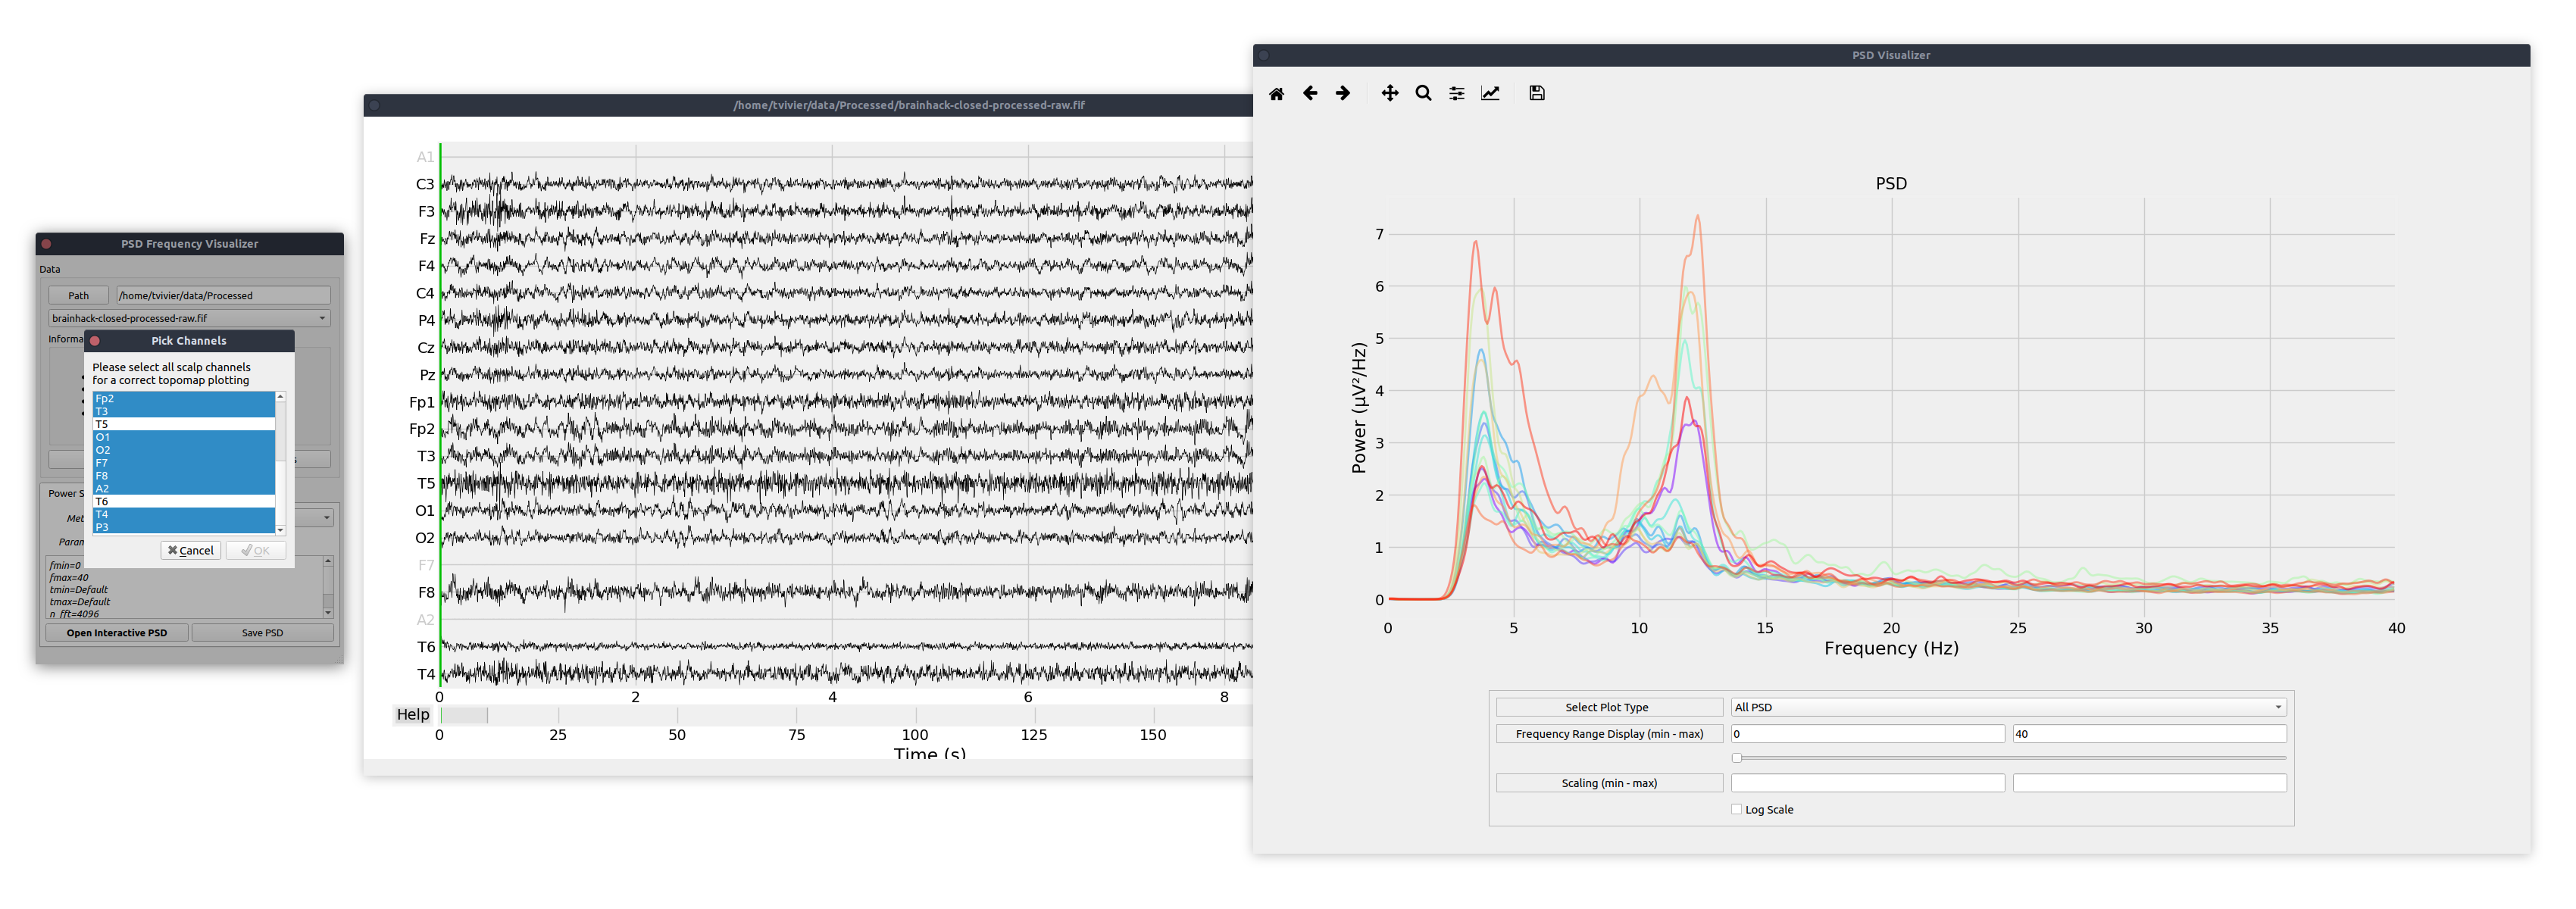 PSD Frequency Visualizer
Data
Path
/home/tvivier/data/Processed
brainhack-closed-processed-raw.fif
Pick Channels
Please select all scalp channels
for a correct topomap plotting
Fp2
T3
T5
O1
O2
F7
F8
A2
T6
T4
P3
Cancel
OK
fmin=0
fmax=40
tmin=Default
tmax=Default
n_fft=4096
Open Interactive PSD
Save PSD
/home/tvivier/data/Processed/brainhack-closed-processed-raw.fif
A1
C3
F3
Fz
F4
C4
P4
Cz
Pz
Fp1
Fp2
T3
T5
O1
O2
F7
F8
A2
T6
T4
0 2 4 6 8
Help
0 25 50 75 100 125 150
Time (s)
PSD Visualizer
PSD
Power (µV²/Hz)
7
6
5
4
3
2
1
0
0 5 10 15 20 25 30 35 40
Frequency (Hz)
Select Plot Type
All PSD
Frequency Range Display (min - max)
0
40
Scaling (min - max)
Log Scale